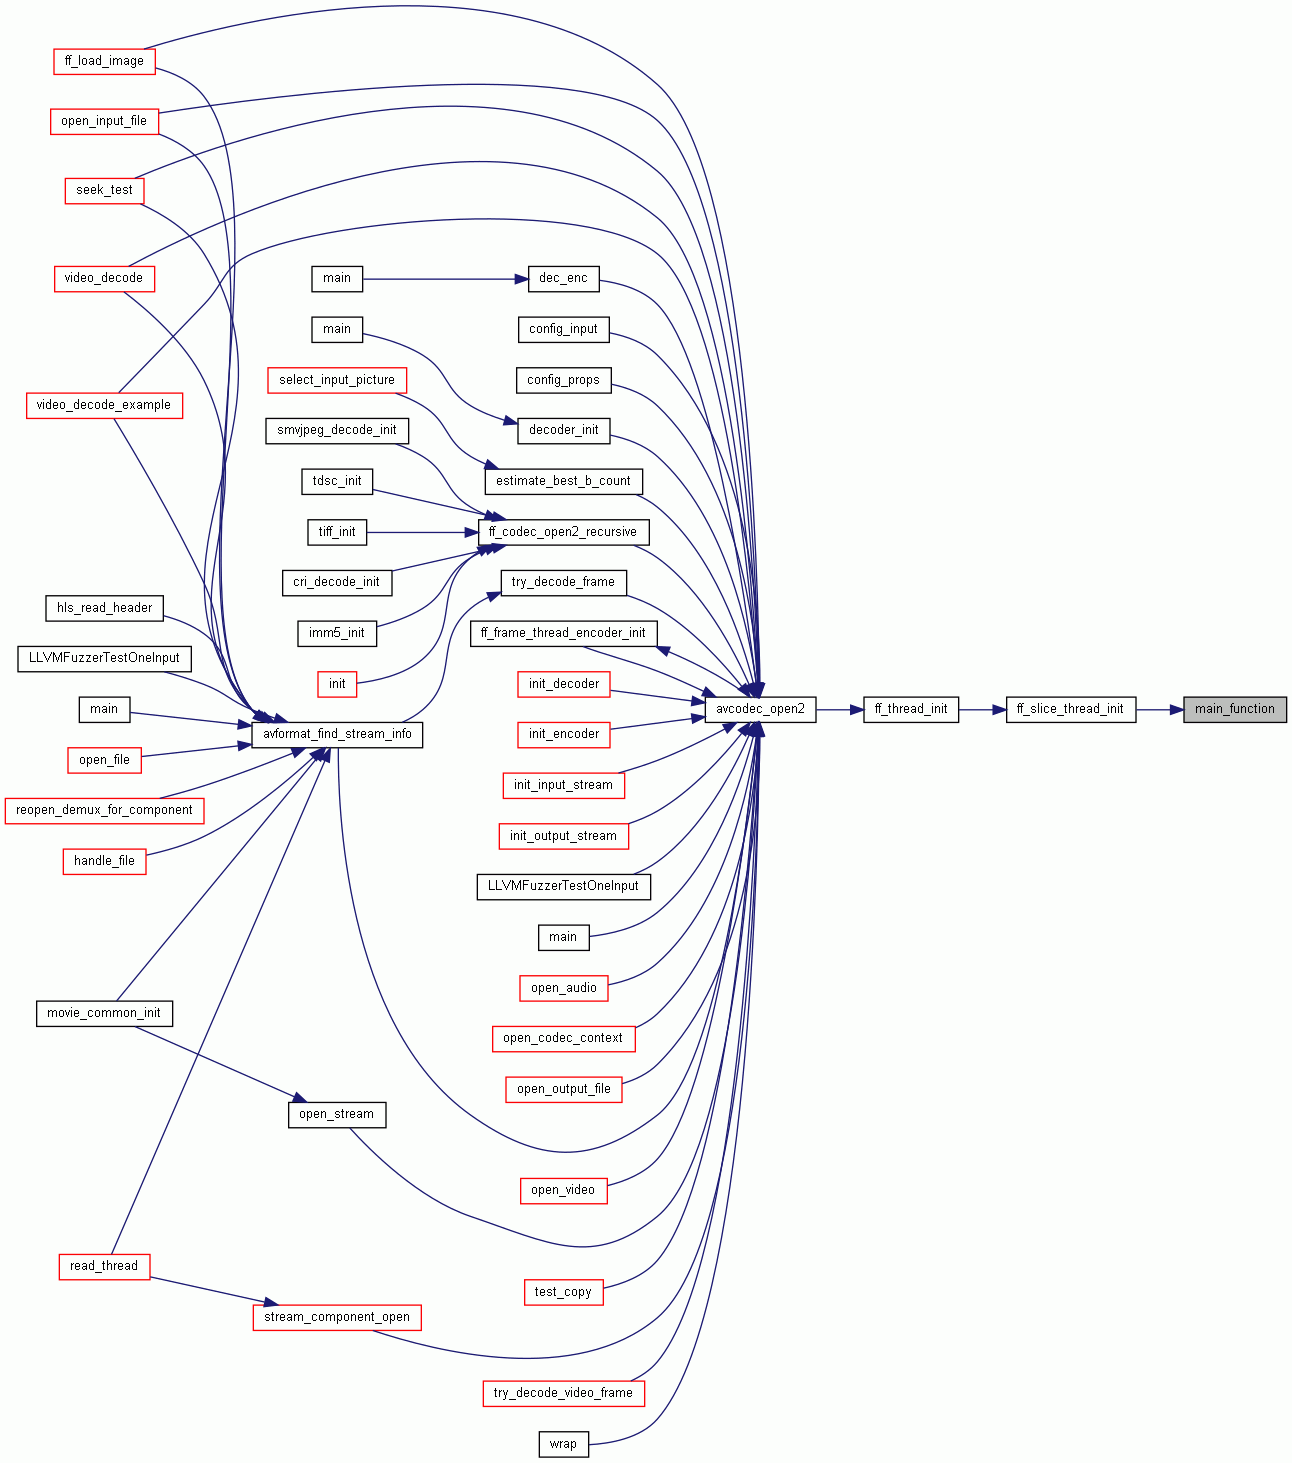 ff_load_image
open_input_file
seek_test
video_decode
main
dec_enc
main
config_input
select_input_picture
config_props
video_decode_example
smvjpeg_decode_init
decoder_init
tdsc_init
estimate_best_b_count
tiff_init
ff_codec_open2_recursive
cri_decode_init
try_decode_frame
hls_read_header
imm5_init
ff_frame_thread_encoder_init
LLVMFuzzerTestOneInput
init
init_decoder
main
avcodec_open2
ff_thread_init
ff_slice_thread_init
main_function
avformat_find_stream_info
init_encoder
open_file
init_input_stream
reopen_demux_for_component
init_output_stream
handle_file
LLVMFuzzerTestOneInput
main
open_audio
movie_common_init
open_codec_context
open_output_file
open_stream
open_video
read_thread
test_copy
stream_component_open
try_decode_video_frame
wrap